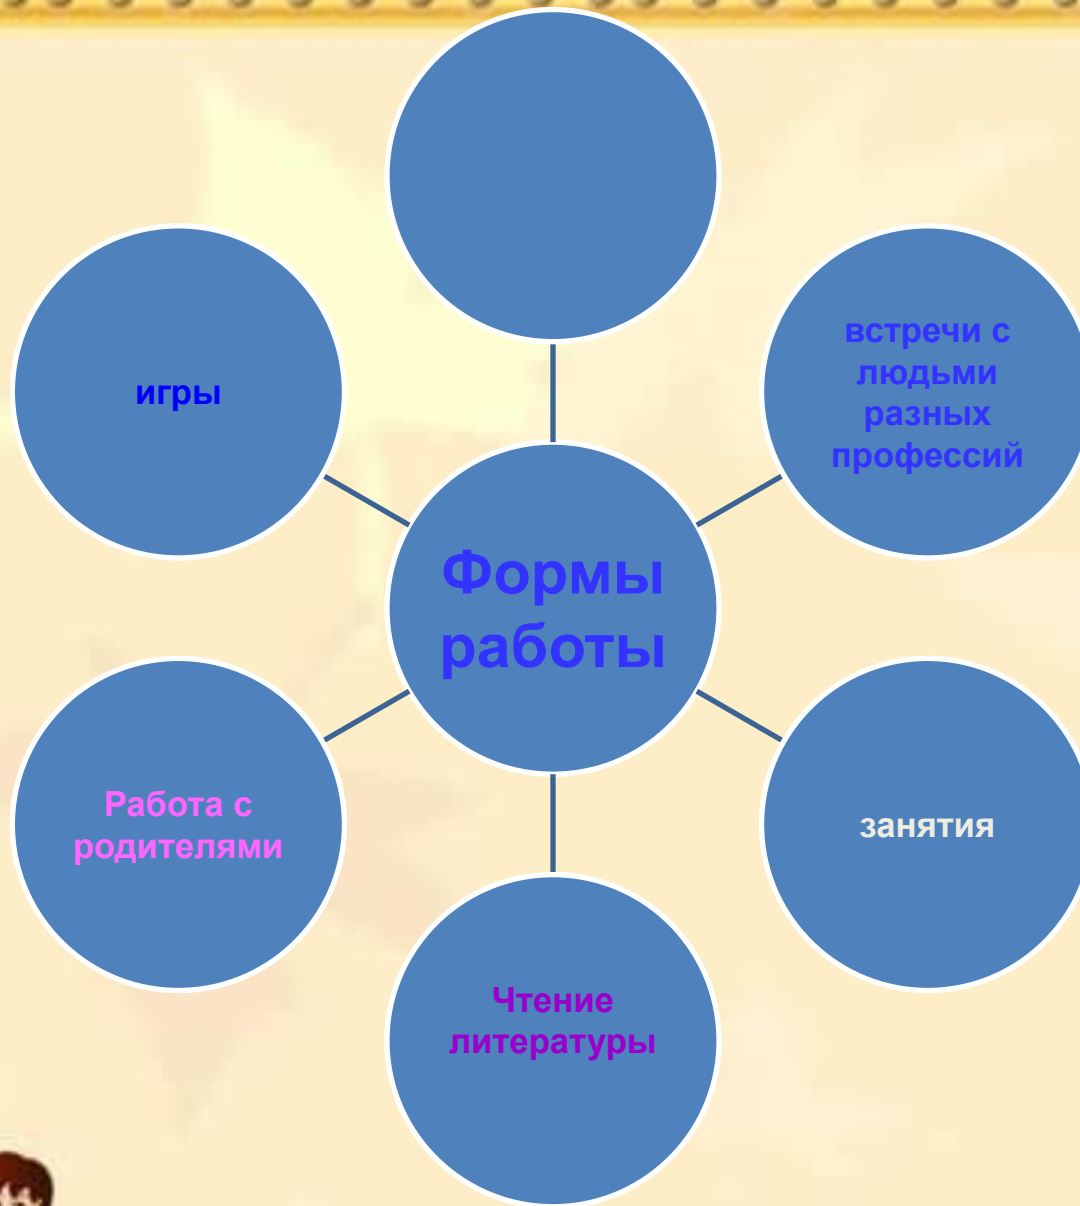 встречи с
людьми
разных
профессий
игры
Формы
работы
Работа с
родителями
занятия
Чтение
литературы